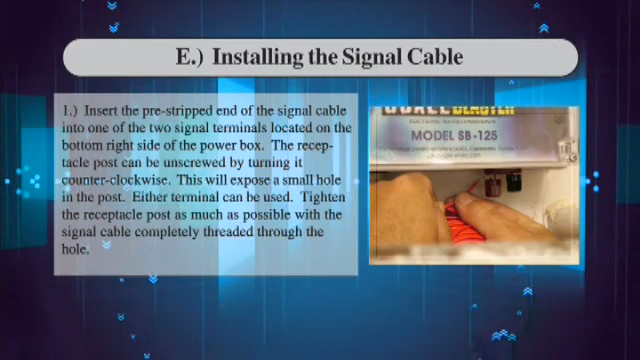 E.) Installing the Signal Cable
1.) Insert the pre-stripped end of the signal cable
into one of the two signal terminals located on the
bottom right side of the power box. The recep-
tacle post can be unscrewed by turning it
counter-clockwise. This will expose a small hole
in the post. Either terminal can be used. Tighten
the receptacle post as much as possible with the
signal cable completely threaded through the
hole.
BLASTER
MODEL SB-125